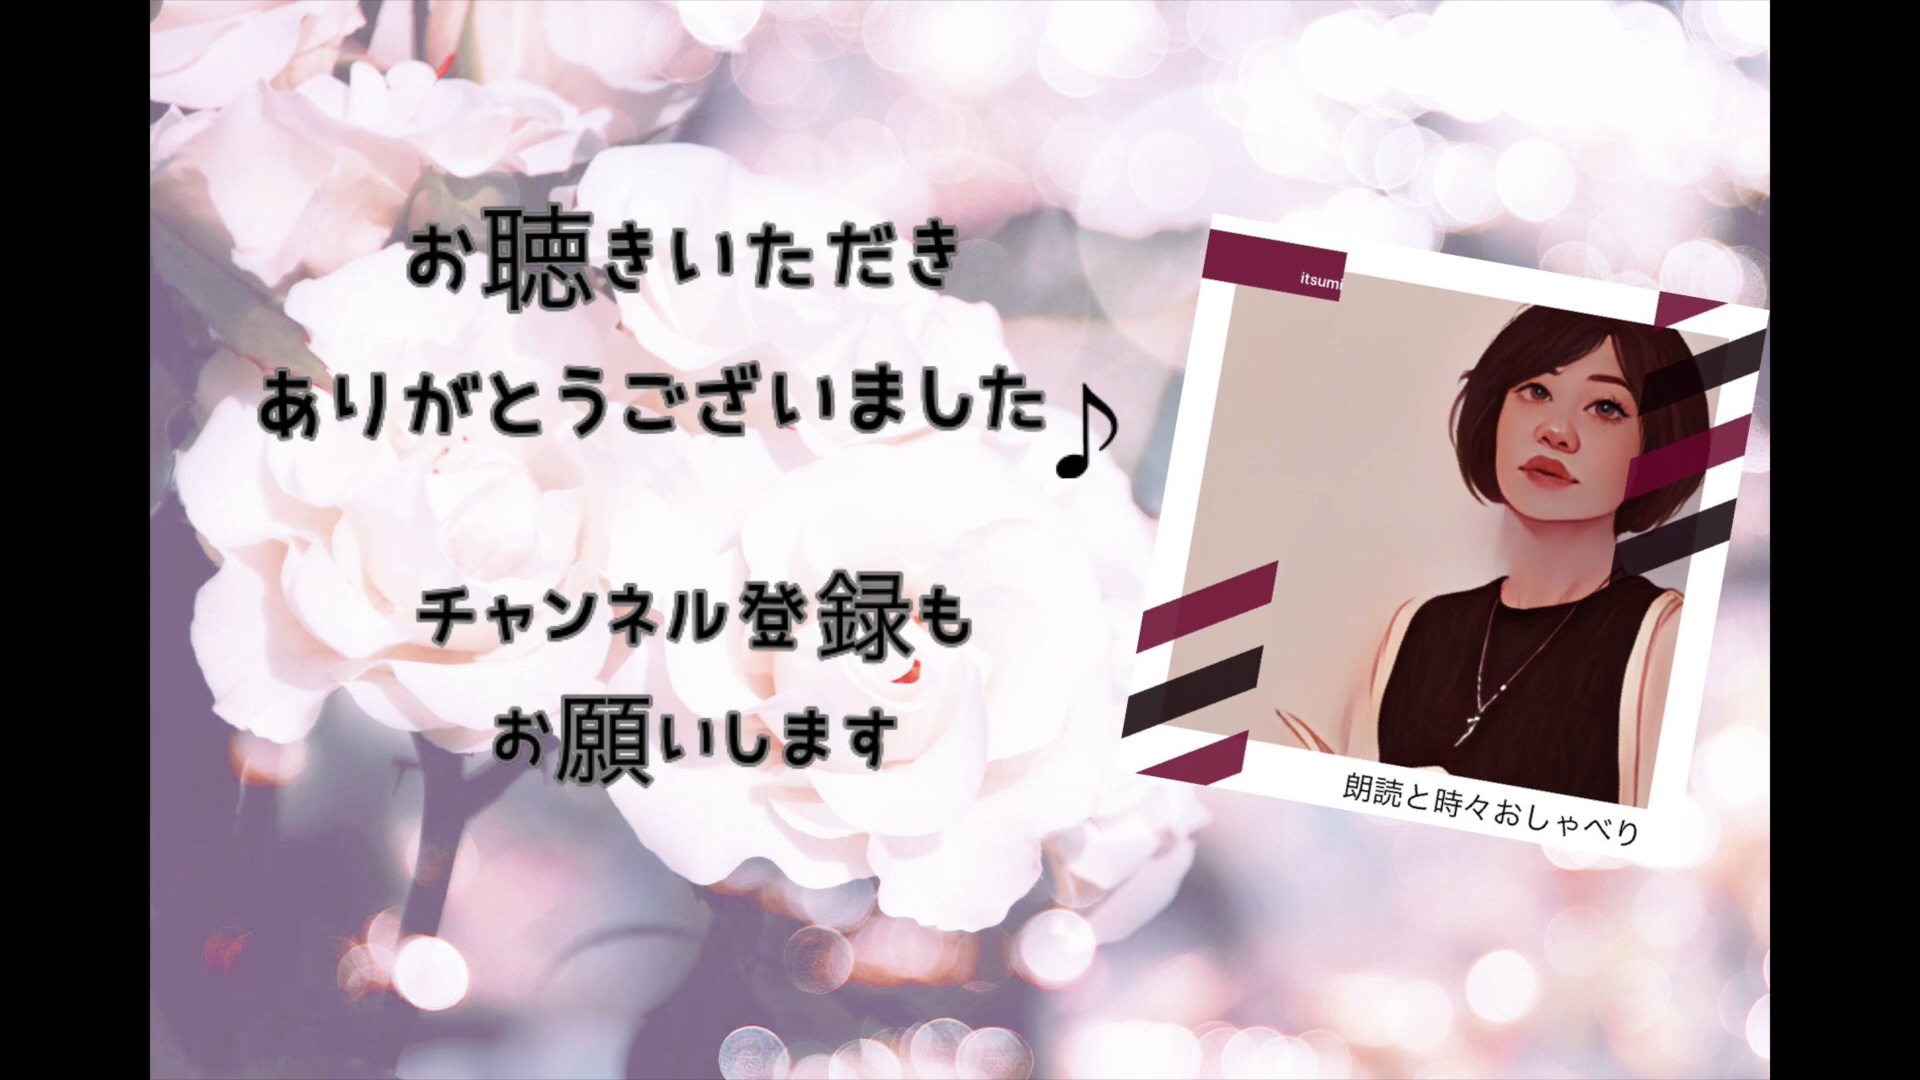 お聴きいただき
ありがとうございました♪
チャンネル登録も
お願いします
itsumi
朗読と時々おしゃべり